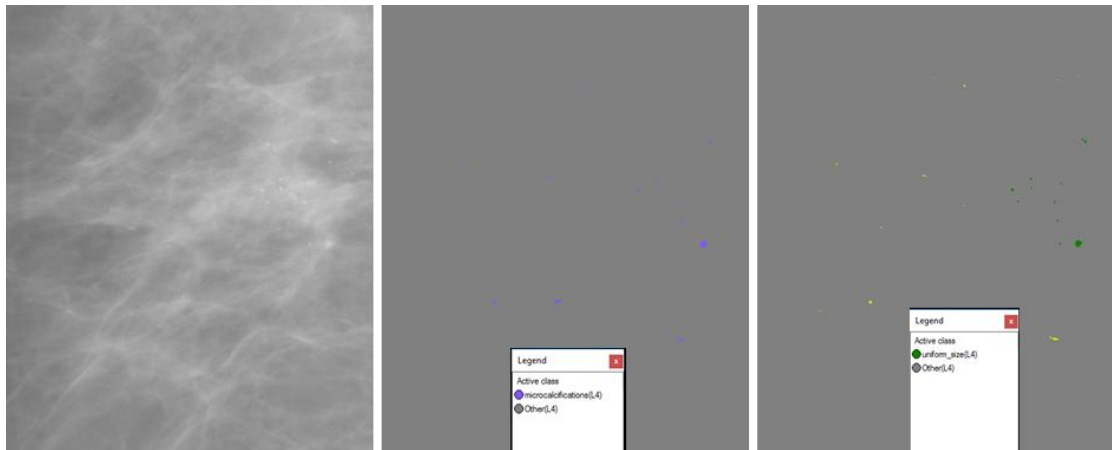 Legend
x
Active class
microcalcifications(L4)
Other(L4)
Legend
x
Active class
uniform_size(L4)
Other(L4)